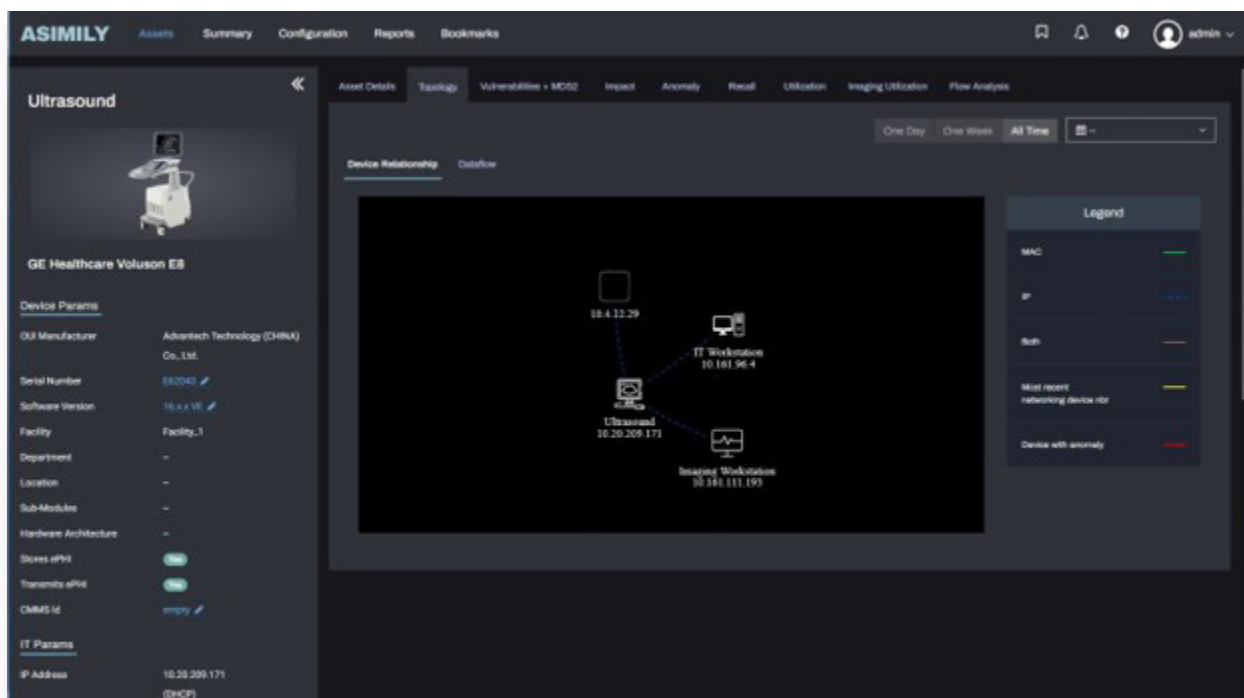 ASIMILY Assets Summary Configuration Reports Bookmarks admin
Ultrasound
GE Healthcare Voluson E8
Device Params
OUI Manufacturer Advantech Technology (CHINA)
Co., Ltd.
Serial Number E62043
Software Version 16.x.x VE
Facility Facility_1
Department –
Location –
Sub-Modules –
Hardware Architecture –
Stores ePHI Yes
Transmits ePHI Yes
CMMS Id empty
IT Params
IP Address 10.20.209.171
(DHCP)
Asset Details Topology Vulnerabilities + MDS2 Impact Anomaly Recall Utilization Imaging Utilization Flow Analysis
One Day One Week All Time --
Device Relationship Dataflow
10.4.12.29
IT Workstation
10.161.96.4
Ultrasound
10.20.209.171
Imaging Workstation
10.161.111.193
Legend
MAC
IP
Both
Most recent
networking device nbr
Device with anomaly